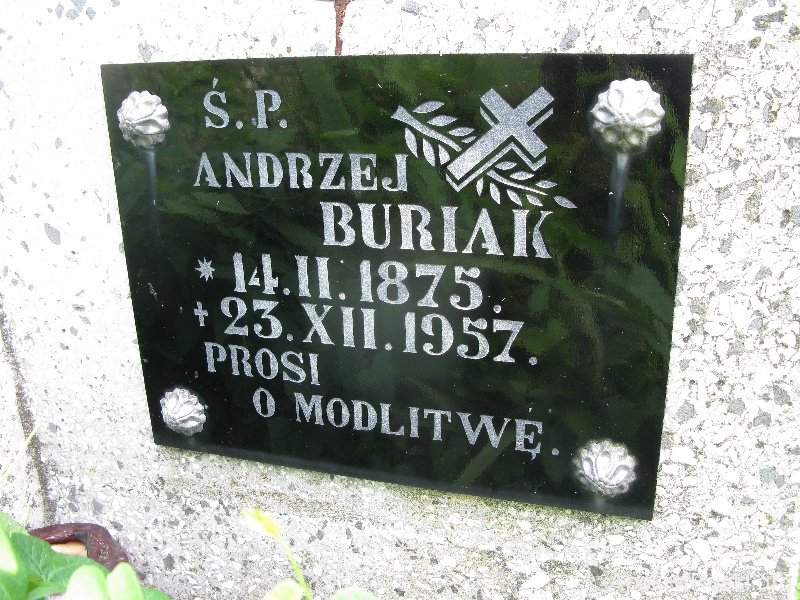 Ś.P.
ANDRZEJ
BURIAK
* 14.II.1875.
✝ 23.XII.1957.
PROSI
O MODLITWĘ.